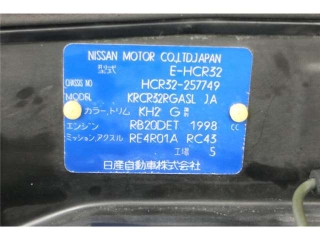 NISSAN MOTOR CO.,LTD.JAPAN
型式 E-HCR32
CHASSIS NO HCR32-257749
MODEL KRCR32RGASL JA
カラー,トリム KH2 G
エンジン RB20DET 1998 cc
ミッション,アクスル RE4R01A RC43
工場 5
日産自動車株式会社